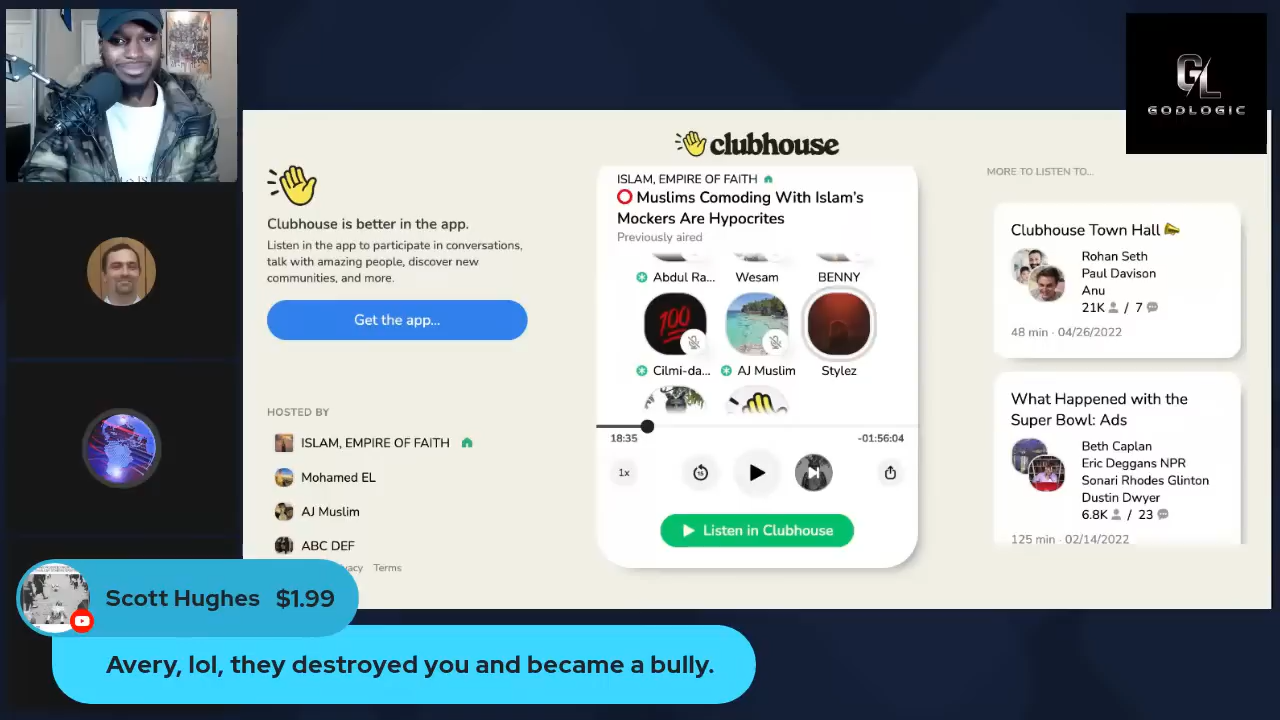 GL
GODLOGIC
clubhouse
Clubhouse is better in the app.
Listen in the app to participate in conversations,
talk with amazing people, discover new
communities, and more.
Get the app...
HOSTED BY
ISLAM, EMPIRE OF FAITH
Mohamed EL
AJ Muslim
ABC DEF
Terms
ISLAM, EMPIRE OF FAITH
Muslims Comoding With Islam's
Mockers Are Hypocrites
Previously aired
Abdul Ra... Wesam BENNY
100
Cilmi-da... AJ Muslim Stylez
18:35 -01:56:04
1x 15
Listen in Clubhouse
MORE TO LISTEN TO...
Clubhouse Town Hall
Rohan Seth
Paul Davison
Anu
21K / 7
48 min · 04/26/2022
What Happened with the
Super Bowl: Ads
Beth Caplan
Eric Deggans NPR
Sonari Rhodes Glinton
Dustin Dwyer
6.8K / 23
125 min · 02/14/2022
Scott Hughes $1.99
Avery, lol, they destroyed you and became a bully.